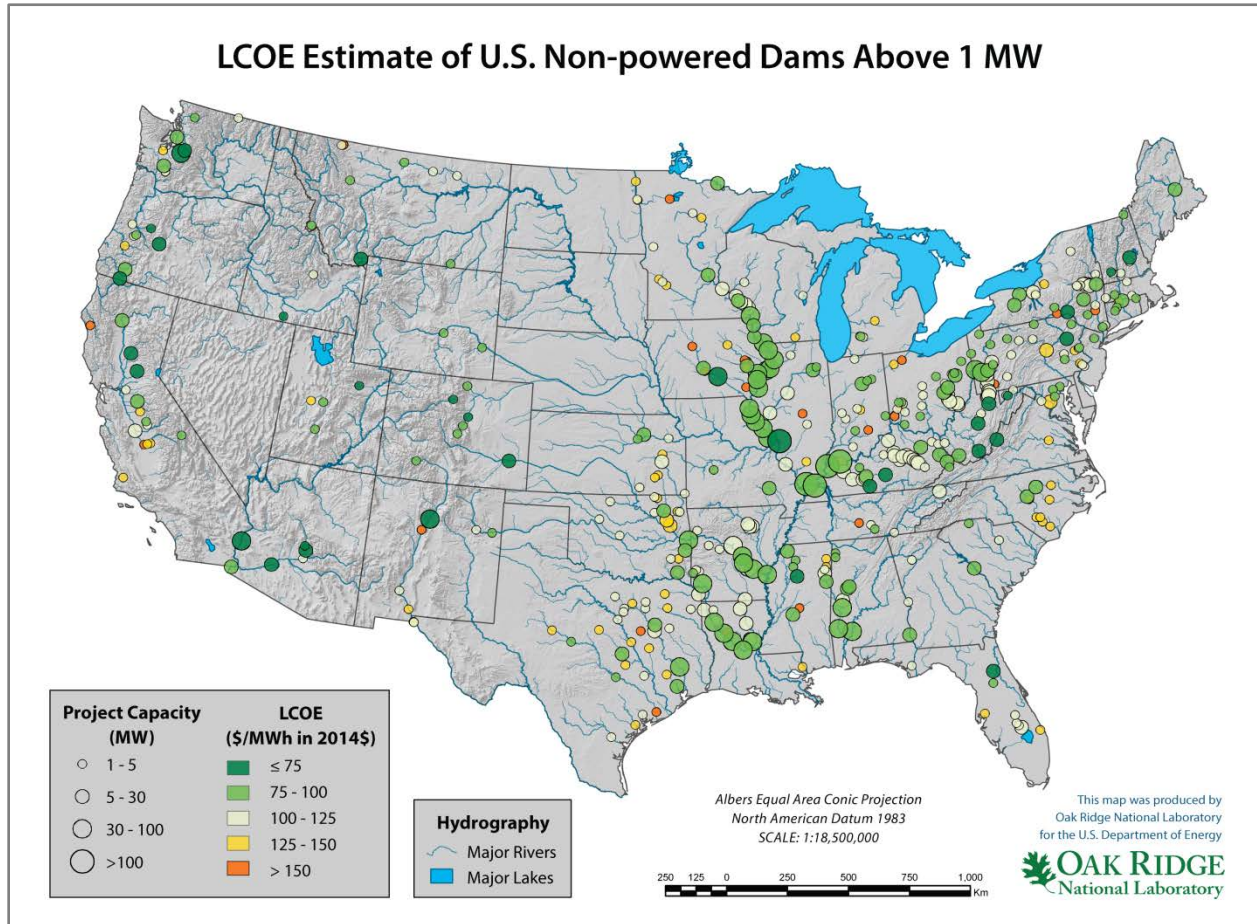 LCOE Estimate of U.S. Non-powered Dams Above 1 MW
Project Capacity
(MW)
1 - 5
5 - 30
30 - 100
>100
LCOE
($/MWh in 2014$)
≤ 75
75 - 100
100 - 125
125 - 150
> 150
Hydrography
Major Rivers
Major Lakes
Albers Equal Area Conic Projection
North American Datum 1983
SCALE: 1:18,500,000
250 125 0 250 500 750 1,000
Km
This map was produced by
Oak Ridge National Laboratory
for the U.S. Department of Energy
OAK RIDGE
National Laboratory